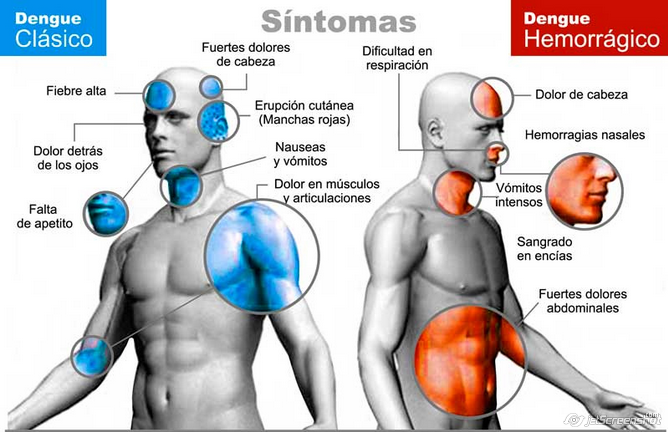 Dengue
Clásico
Síntomas
Dengue
Hemorrágico
Fuertes dolores
de cabeza
Fiebre alta
Erupción cutánea
(Manchas rojas)
Dolor detrás
de los ojos
Nauseas
y vómitos
Dolor en músculos
y articulaciones
Falta
de apetito
Dificultad en
respiración
Dolor de cabeza
Hemorragias nasales
Vómitos
intensos
Sangrado
en encías
Fuertes dolores
abdominales
jetScreenshot